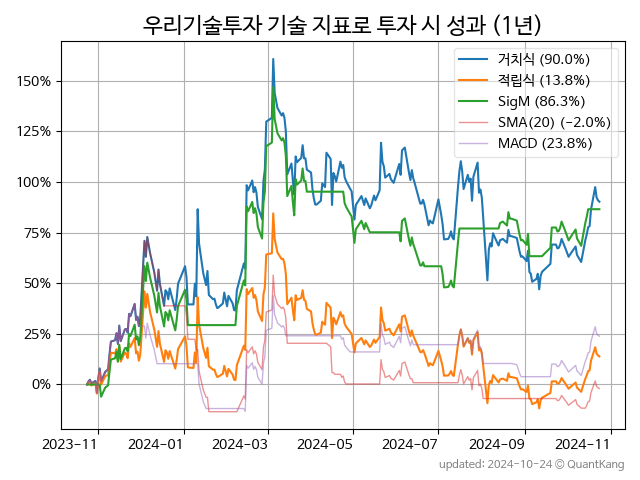 우리기술투자 기술 지표로 투자 시 성과 (1년)
거치식 (90.0%)
적립식 (13.8%)
SigM (86.3%)
SMA(20) (-2.0%)
MACD (23.8%)
150%
125%
100%
75%
50%
25%
0%
2023-11 2024-01 2024-03 2024-05 2024-07 2024-09 2024-11
updated: 2024-10-24 © QuantKang